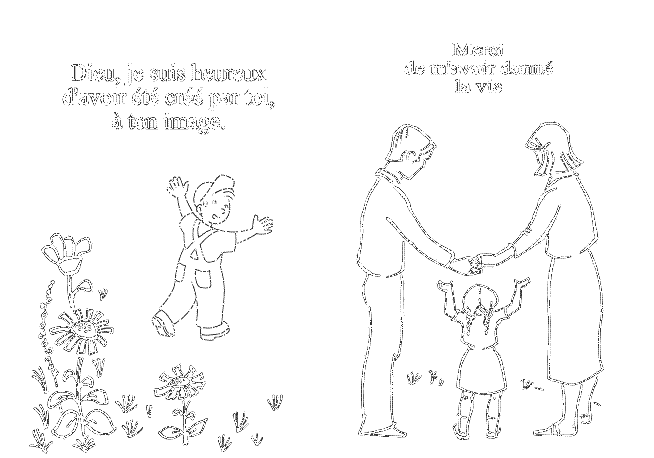 Dieu, je suis heureux
d'avoir été créé par toi,
à ton image.
Merci
de m'avoir donné
la vie